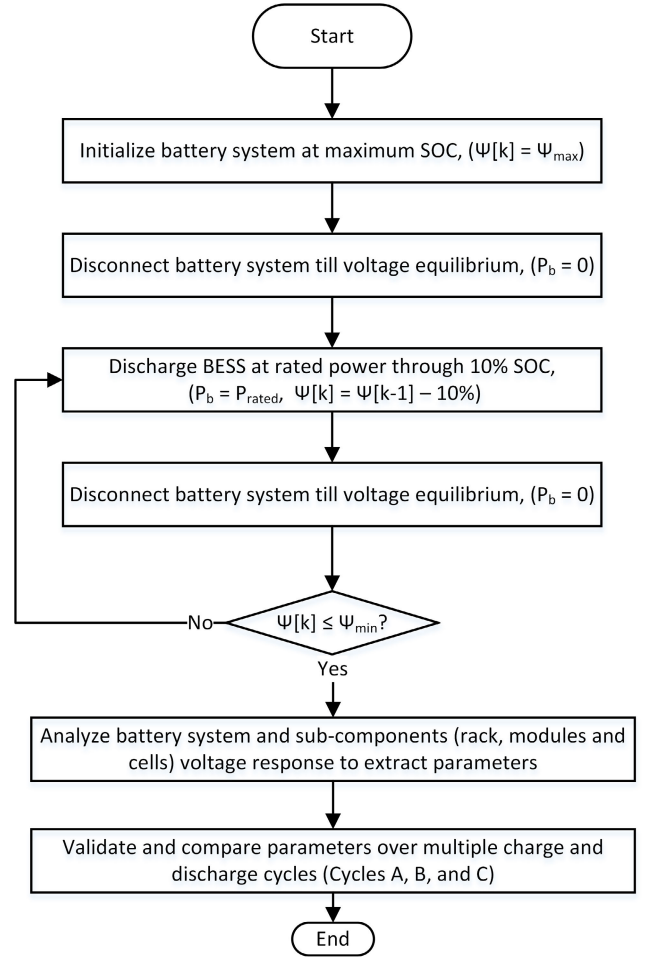 Start
Initialize battery system at maximum SOC, (Ψ[k] = Ψmax)
Disconnect battery system till voltage equilibrium, (Pb = 0)
Discharge BESS at rated power through 10% SOC,
(Pb = Prated, Ψ[k] = Ψ[k-1] – 10%)
Disconnect battery system till voltage equilibrium, (Pb = 0)
Ψ[k] ≤ Ψmin?
No
Yes
Analyze battery system and sub-components (rack, modules and
cells) voltage response to extract parameters
Validate and compare parameters over multiple charge and
discharge cycles (Cycles A, B, and C)
End